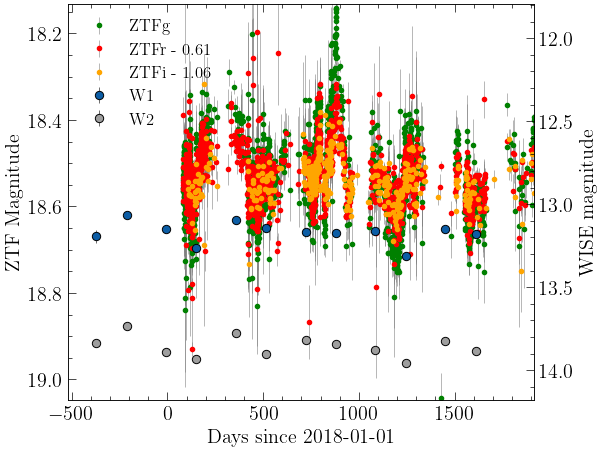 ZTFg
ZTFr - 0.61
ZTFi - 1.06
W1
W2
18.2
18.4
18.6
18.8
19.0
ZTF Magnitude
12.0
12.5
13.0
13.5
14.0
WISE magnitude
−500
0
500
1000
1500
Days since 2018-01-01